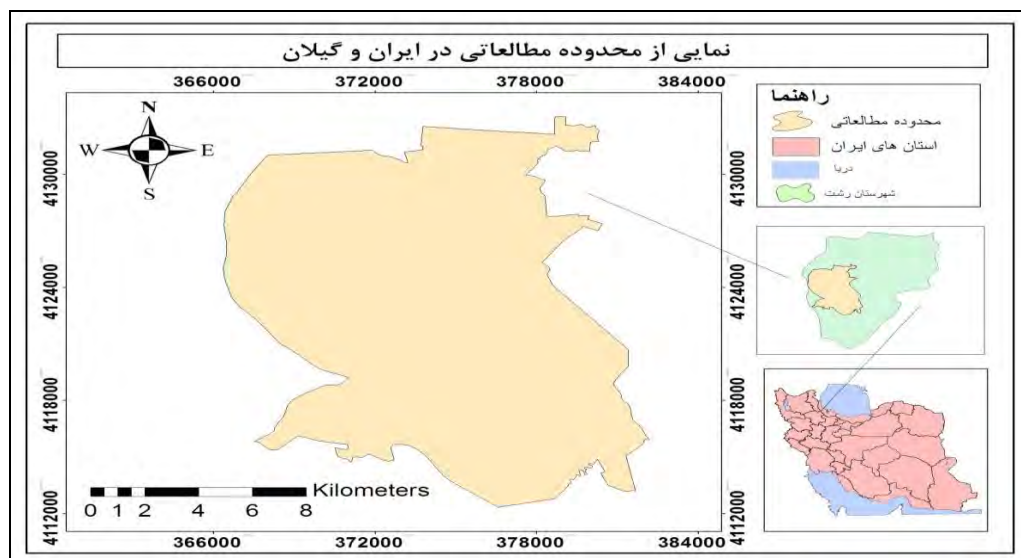 نمایی از محدوده مطالعاتی در ایران و گیلان
366000 372000 378000 384000
راهنما
محدوده مطالعاتی
استان های ایران
دریا
شهرستان رشت
N
W E
S
4130000 4130000
4124000 4124000
4118000 4118000
4112000 4112000
Kilometers
0 1 2 4 6 8
366000 372000 378000 384000